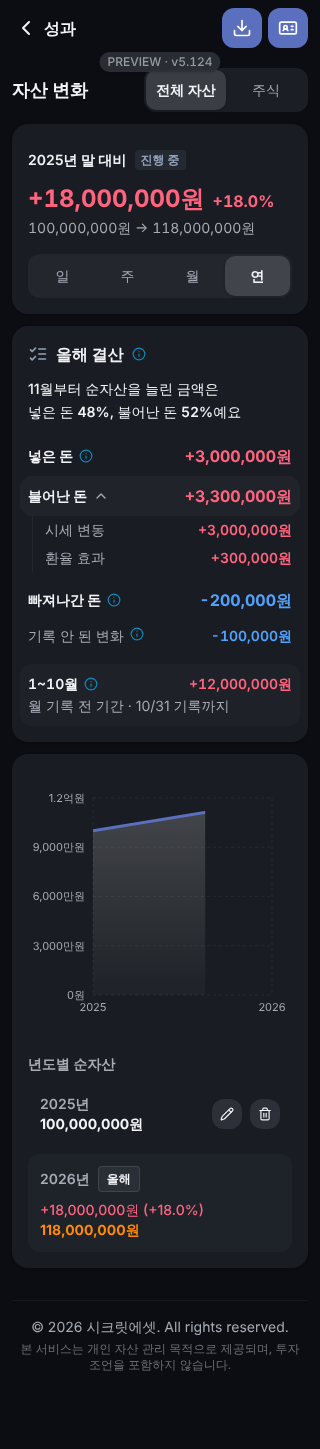 성과
PREVIEW · v5.124
자산 변화
전체 자산 주식
2025년 말 대비 진행 중
+18,000,000원 +18.0%
100,000,000원 → 118,000,000원
일 주 월 연
올해 결산
11월부터 순자산을 늘린 금액은
넣은 돈 48%, 불어난 돈 52%예요
넣은 돈 +3,000,000원
불어난 돈 +3,300,000원
시세 변동 +3,000,000원
환율 효과 +300,000원
빠져나간 돈 -200,000원
기록 안 된 변화 -100,000원
1~10월 +12,000,000원
월 기록 전 기간 · 10/31 기록까지
1.2억원
9,000만원
6,000만원
3,000만원
0원
2025 2026
년도별 순자산
2025년
100,000,000원
2026년 올해
+18,000,000원 (+18.0%)
118,000,000원
© 2026 시크릿에셋. All rights reserved.
본 서비스는 개인 자산 관리 목적으로 제공되며, 투자
조언을 포함하지 않습니다.